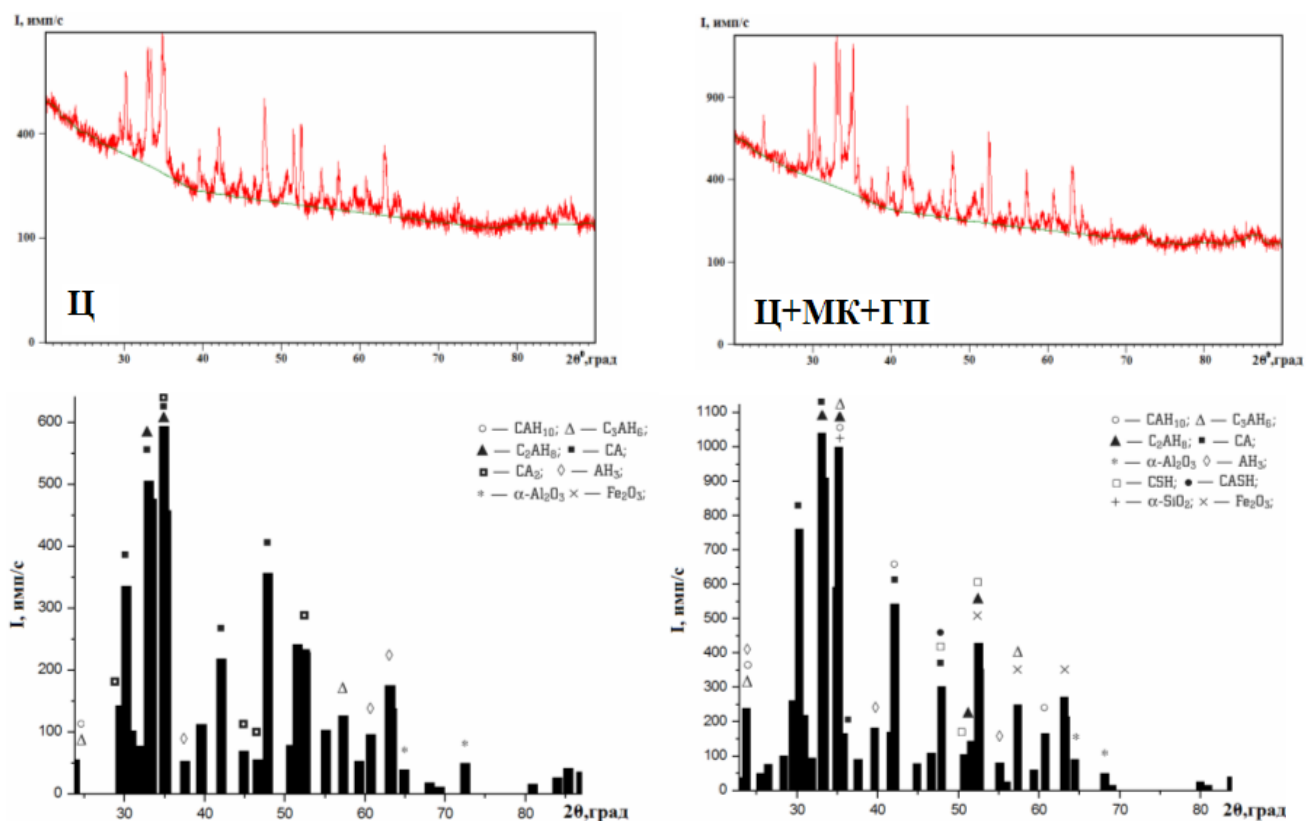 I, имп/с
400
100
0
30 40 50 60 70 80 2θ⁰,град
Ц
I, имп/с
900
400
100
0
30 40 50 60 70 80 2θ⁰,град
Ц+МК+ГП
I, имп/с
600
500
400
300
200
100
0
30 40 50 60 70 80 2θ,град
○ — CAH₁₀; △ — C₃AH₆;
▲ — C₂AH₈; ■ — CA;
□ — CA₂; ◊ — AH₃;
* — α-Al₂O₃ × — Fe₂O₃;
I, имп/с
1100
1000
900
800
700
600
500
400
300
200
100
0
30 40 50 60 70 80 2θ,град
○ — CAH₁₀; △ — C₃AH₆;
▲ — C₂AH₈; ■ — CA;
* — α-Al₂O₃ ◊ — AH₃;
□ — CSH; ● — CASH;
+ — α-SiO₂; × — Fe₂O₃;